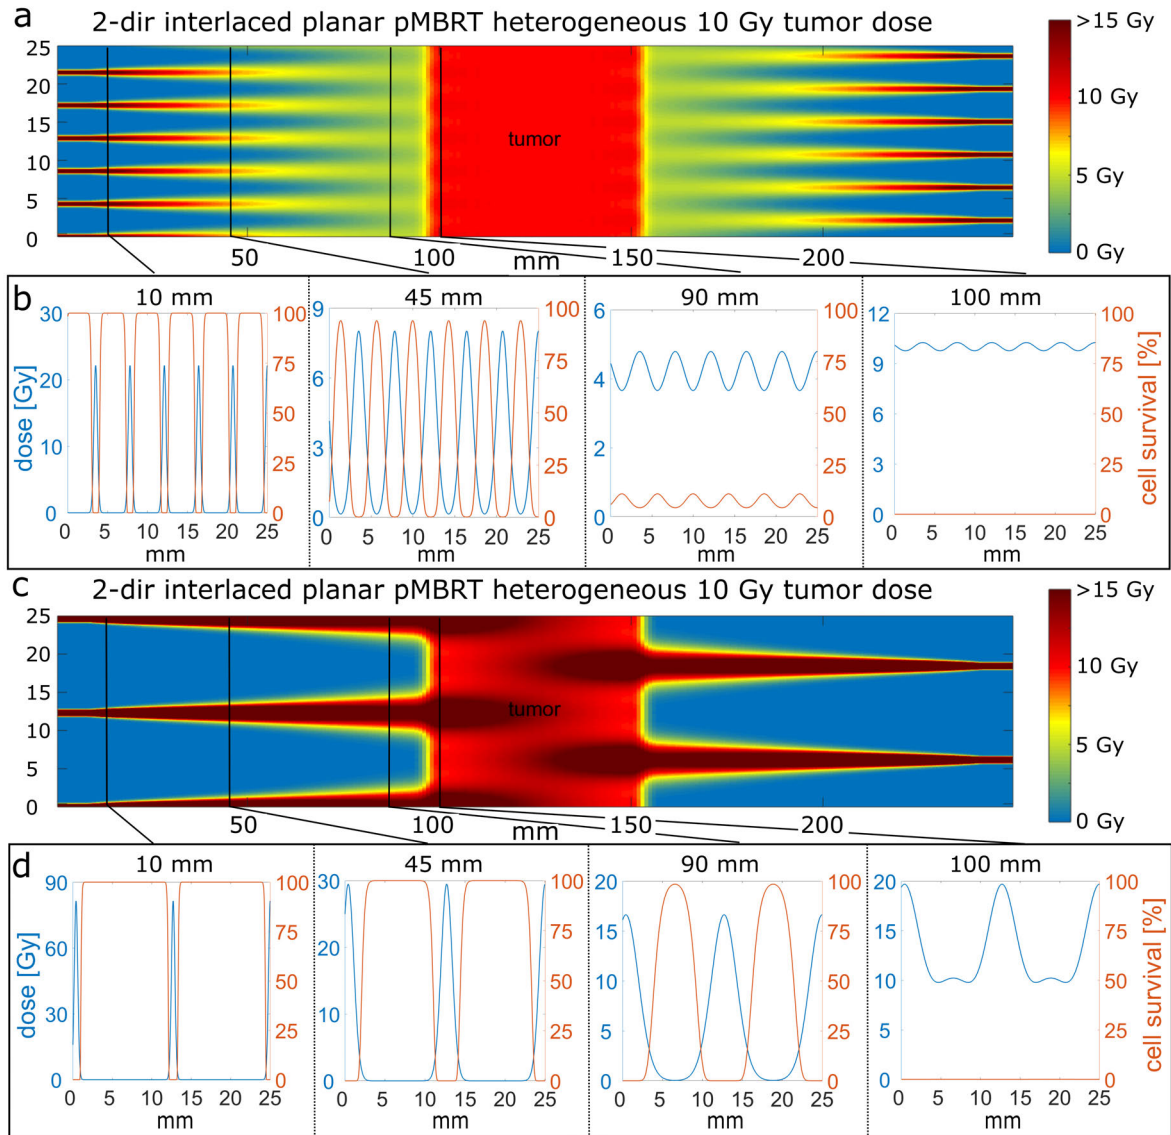 a 2-dir interlaced planar pMBRT heterogeneous 10 Gy tumor dose
>15 Gy
10 Gy
5 Gy
0 Gy
25
20
15
10
5
0
tumor
50 100 150 200
mm
b
10 mm 45 mm 90 mm 100 mm
dose [Gy]
30
20
10
0
100
75
50
25
0
0 5 10 15 20 25
mm
9
6
3
0
100
75
50
25
0
0 5 10 15 20 25
mm
6
4
2
0
100
75
50
25
0
0 5 10 15 20 25
mm
12
9
6
3
0
100
75
50
25
0
cell survival [%]
0 5 10 15 20 25
mm
c 2-dir interlaced planar pMBRT heterogeneous 10 Gy tumor dose
>15 Gy
10 Gy
5 Gy
0 Gy
25
20
15
10
5
0
tumor
50 100 150 200
mm
d
10 mm 45 mm 90 mm 100 mm
dose [Gy]
90
60
30
0
100
75
50
25
0
0 5 10 15 20 25
mm
30
20
10
0
100
75
50
25
0
0 5 10 15 20 25
mm
20
15
10
5
0
100
75
50
25
0
0 5 10 15 20 25
mm
20
15
10
5
0
100
75
50
25
0
cell survival [%]
0 5 10 15 20 25
mm